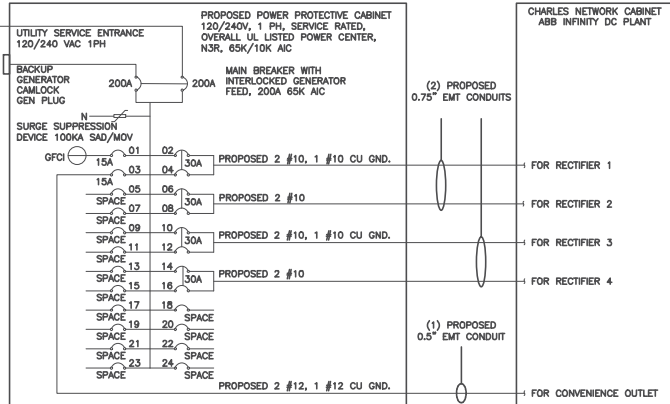 UTILITY SERVICE ENTRANCE
120/240 VAC 1PH
PROPOSED POWER PROTECTIVE CABINET
120/240V, 1 PH, SERVICE RATED,
OVERALL UL LISTED POWER CENTER,
N3R, 65K/10K AIC
CHARLES NETWORK CABINET
ABB INFINITY DC PLANT
BACKUP
GENERATOR
CAMLOCK
GEN PLUG
200A
200A
MAIN BREAKER WITH
INTERLOCKED GENERATOR
FEED, 200A 65K AIC
(2) PROPOSED
0.75" EMT CONDUITS
N
SURGE SUPPRESSION
DEVICE 100KA SAD/MOV
GFCI
15A
01
02
30A
PROPOSED 2 #10, 1 #10 CU GND.
FOR RECTIFIER 1
15A
03
04
SPACE
05
06
30A
PROPOSED 2 #10
FOR RECTIFIER 2
SPACE
07
08
SPACE
09
10
30A
PROPOSED 2 #10, 1 #10 CU GND.
FOR RECTIFIER 3
SPACE
11
12
SPACE
13
14
30A
PROPOSED 2 #10
FOR RECTIFIER 4
SPACE
15
16
SPACE
17
18
SPACE
SPACE
19
20
SPACE
SPACE
21
22
SPACE
SPACE
23
24
SPACE
(1) PROPOSED
0.5" EMT CONDUIT
PROPOSED 2 #12, 1 #12 CU GND.
FOR CONVENIENCE OUTLET